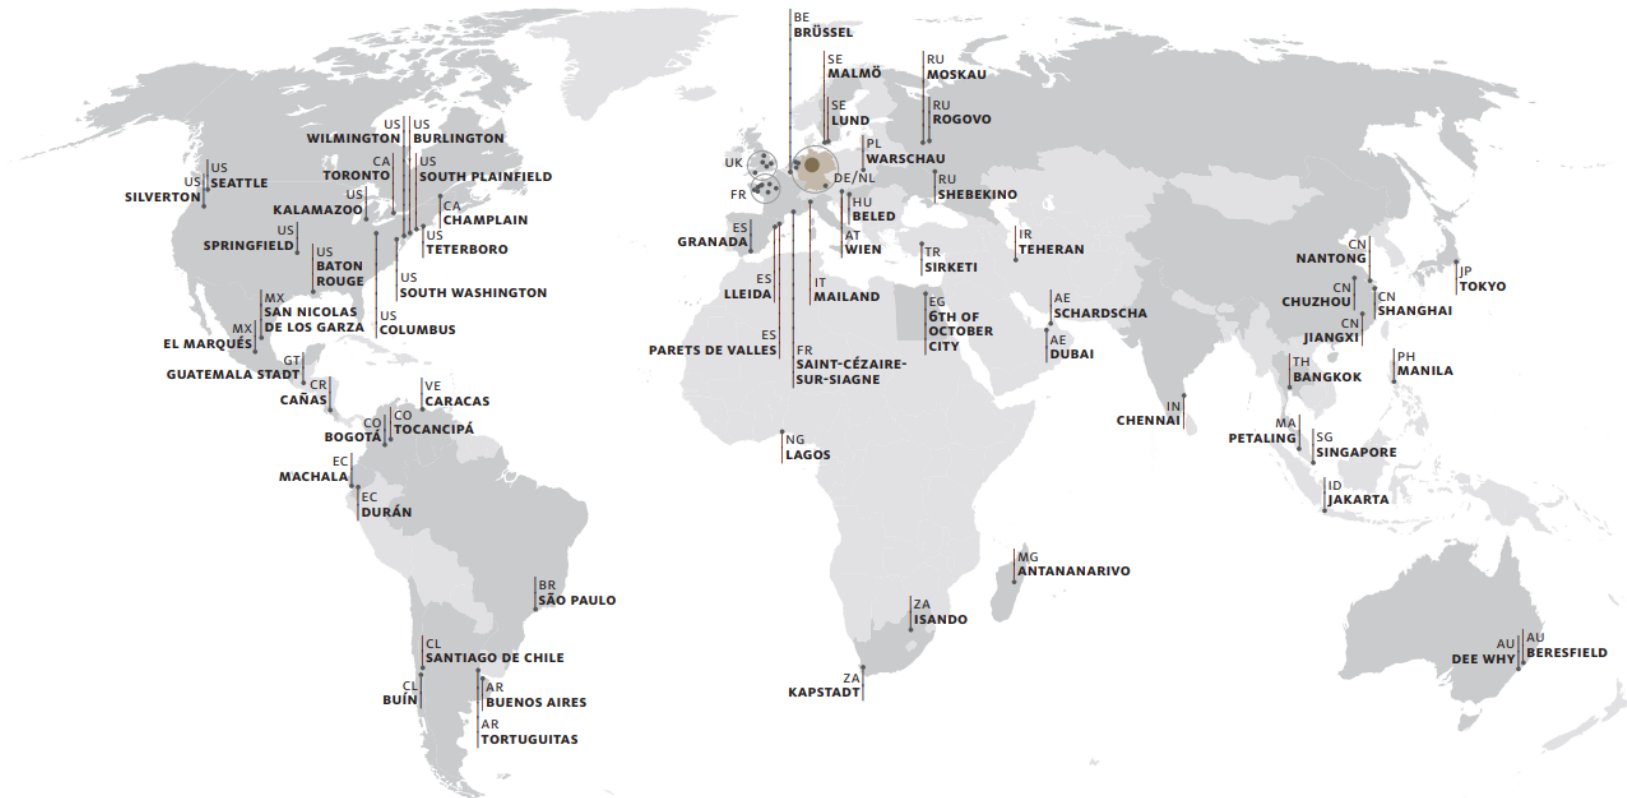 BE
BRÜSSEL
SE
MALMÖ
RU
MOSKAU
SE
LUND
RU
ROGOVO
US
WILMINGTON
US
BURLINGTON
PL
WARSCHAU
CA
TORONTO
US
SOUTH PLAINFIELD
UK
US
SEATTLE
US
SILVERTON
DE/NL
RU
SHEBEKINO
FR
US
KALAMAZOO
CA
CHAMPLAIN
HU
BELED
US
SPRINGFIELD
US
TETERBORO
ES
GRANADA
AT
WIEN
IR
TEHERAN
CN
NANTONG
US
BATON
ROUGE
TR
SIRKETI
JP
TOKYO
US
SOUTH WASHINGTON
ES
LLEIDA
IT
MAILAND
CN
CHUZHOU
CN
SHANGHAI
MX
SAN NICOLAS
DE LOS GARZA
EG
6TH OF
OCTOBER
CITY
AE
SCHARDSCHA
US
COLUMBUS
CN
JIANGXI
MX
EL MARQUÉS
ES
PARETS DE VALLES
AE
DUBAI
FR
SAINT-CÉZAIRE-
SUR-SIAGNE
GT
GUATEMALA STADT
TH
BANGKOK
PH
MANILA
CR
CAÑAS
VE
CARACAS
IN
CHENNAI
CO
BOGOTÁ
CO
TOCANCIPÁ
MA
PETALING
SG
SINGAPORE
NG
LAGOS
EC
MACHALA
ID
JAKARTA
EC
DURÁN
MG
ANTANANARIVO
BR
SÃO PAULO
ZA
ISANDO
CL
SANTIAGO DE CHILE
AU
DEE WHY
AU
BERESFIELD
ZA
KAPSTADT
CL
BUÍN
AR
BUENOS AIRES
AR
TORTUGUITAS